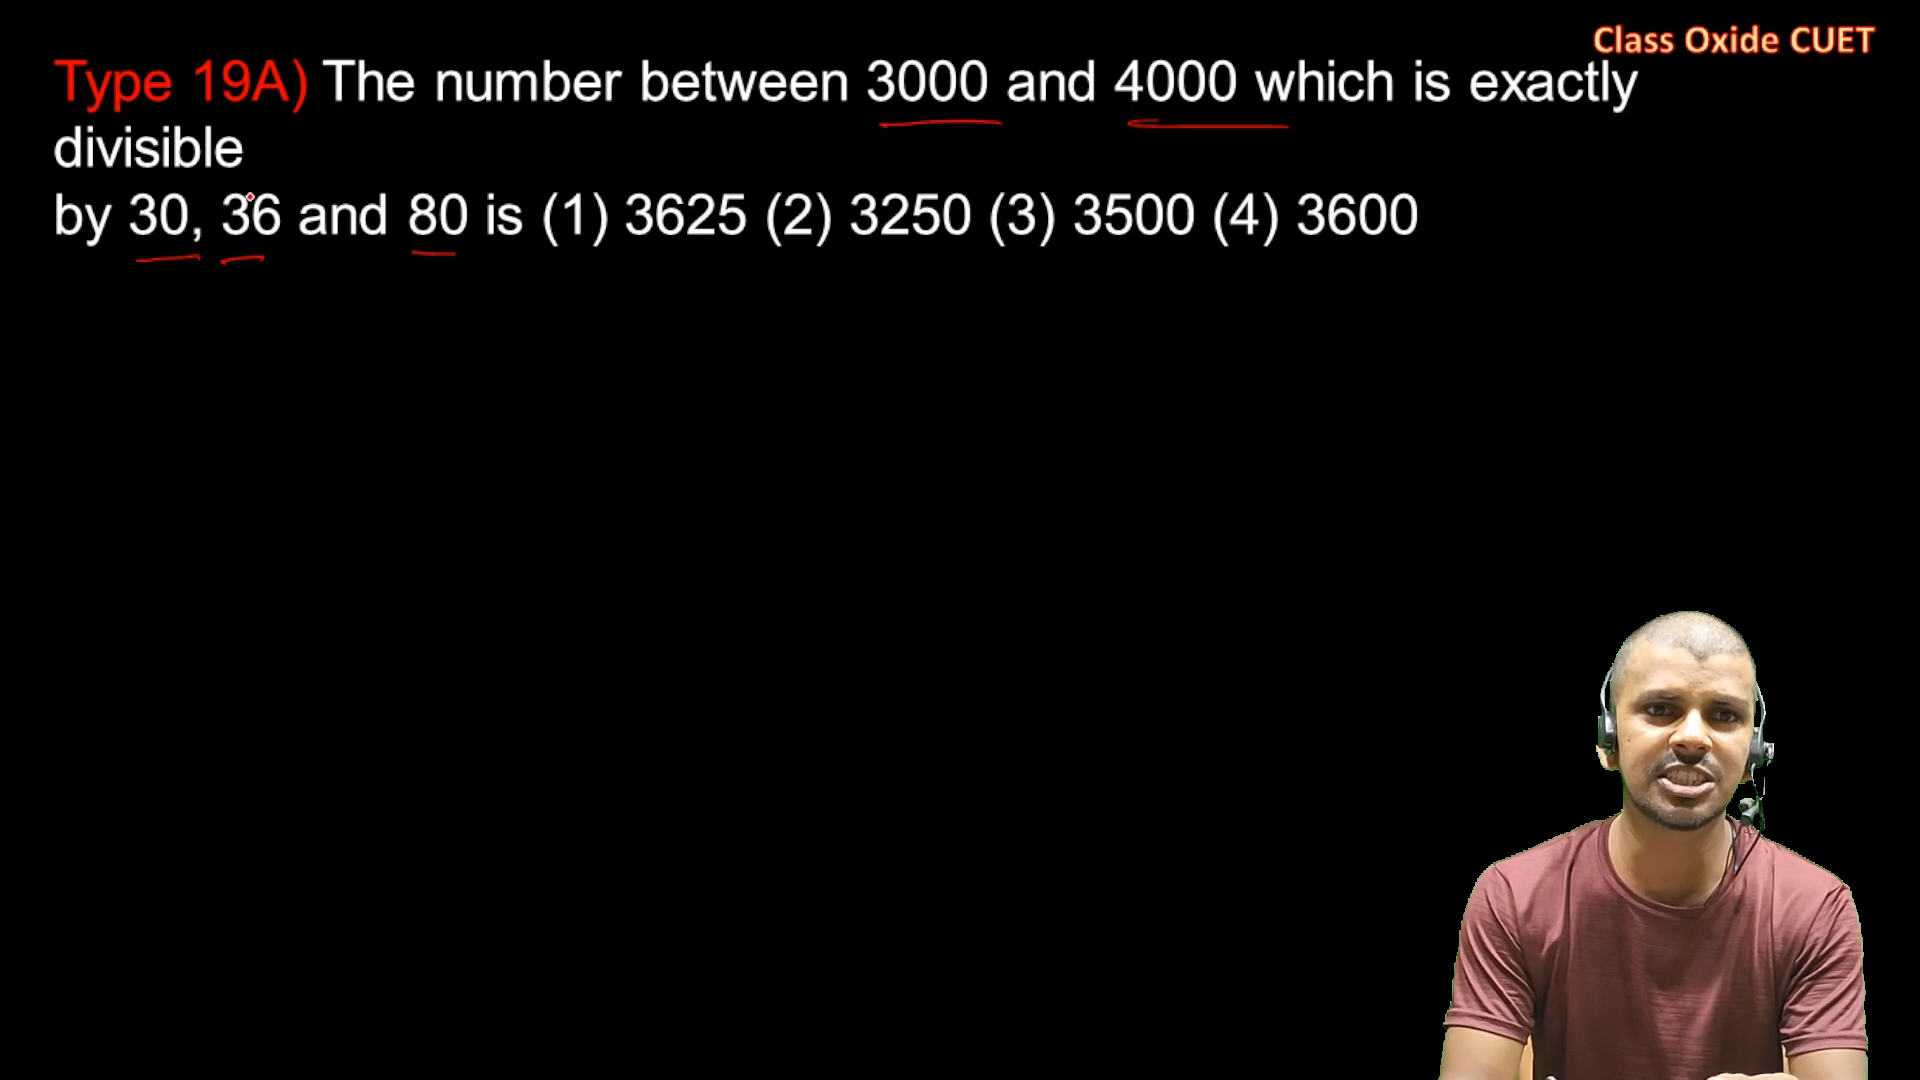 Class Oxide CUET
Type 19A) The number between 3000 and 4000 which is exactly
divisible
by 30, 36 and 80 is (1) 3625 (2) 3250 (3) 3500 (4) 3600